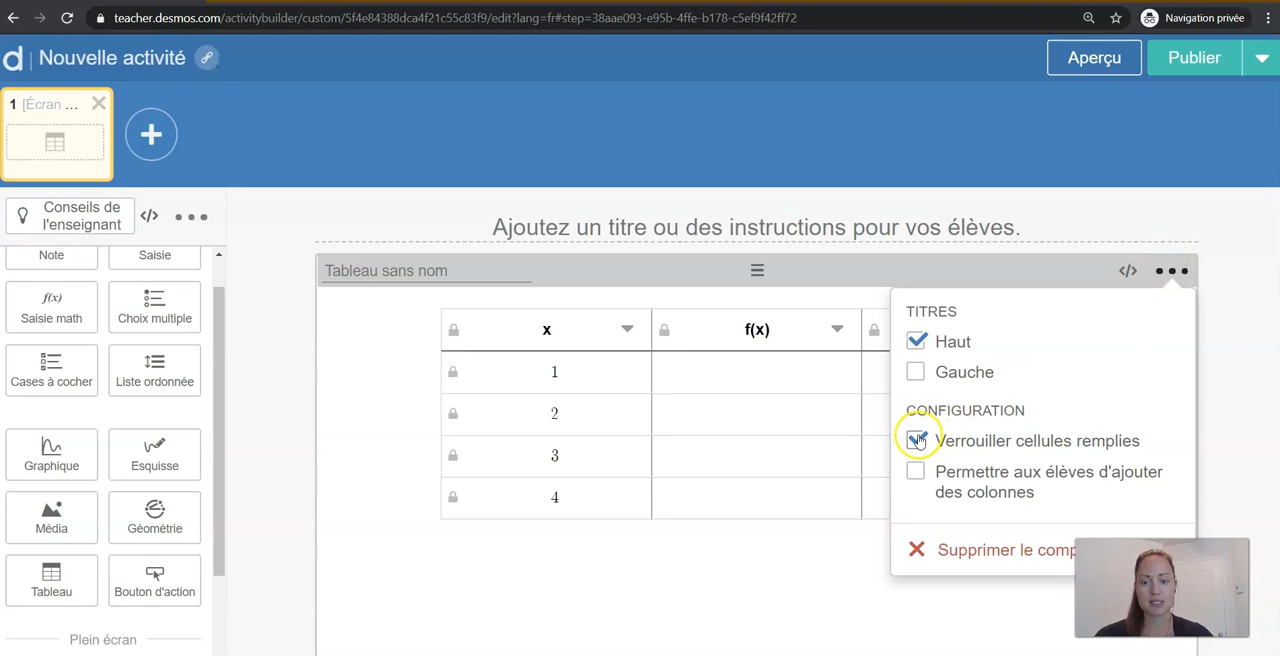 teacher.desmos.com/activitybuilder/custom/5f4e84388dca4f21c55c83f9/edit?lang=fr#step=38aae093-e95b-4ffe-b178-c5ef9f42ff72
Navigation privée
d | Nouvelle activité
Aperçu
Publier
1 [Écran ...
Conseils de
l'enseignant
</>
Ajoutez un titre ou des instructions pour vos élèves.
Note
Saisie
Tableau sans nom
</>
f(x)
Saisie math
Choix multiple
TITRES
x
f(x)
Haut
1
Gauche
Cases à cocher
Liste ordonnée
2
CONFIGURATION
Verrouiller cellules remplies
3
Permettre aux élèves d'ajouter
des colonnes
Graphique
Esquisse
4
Média
Géométrie
Supprimer le comp
Tableau
Bouton d'action
Plein écran